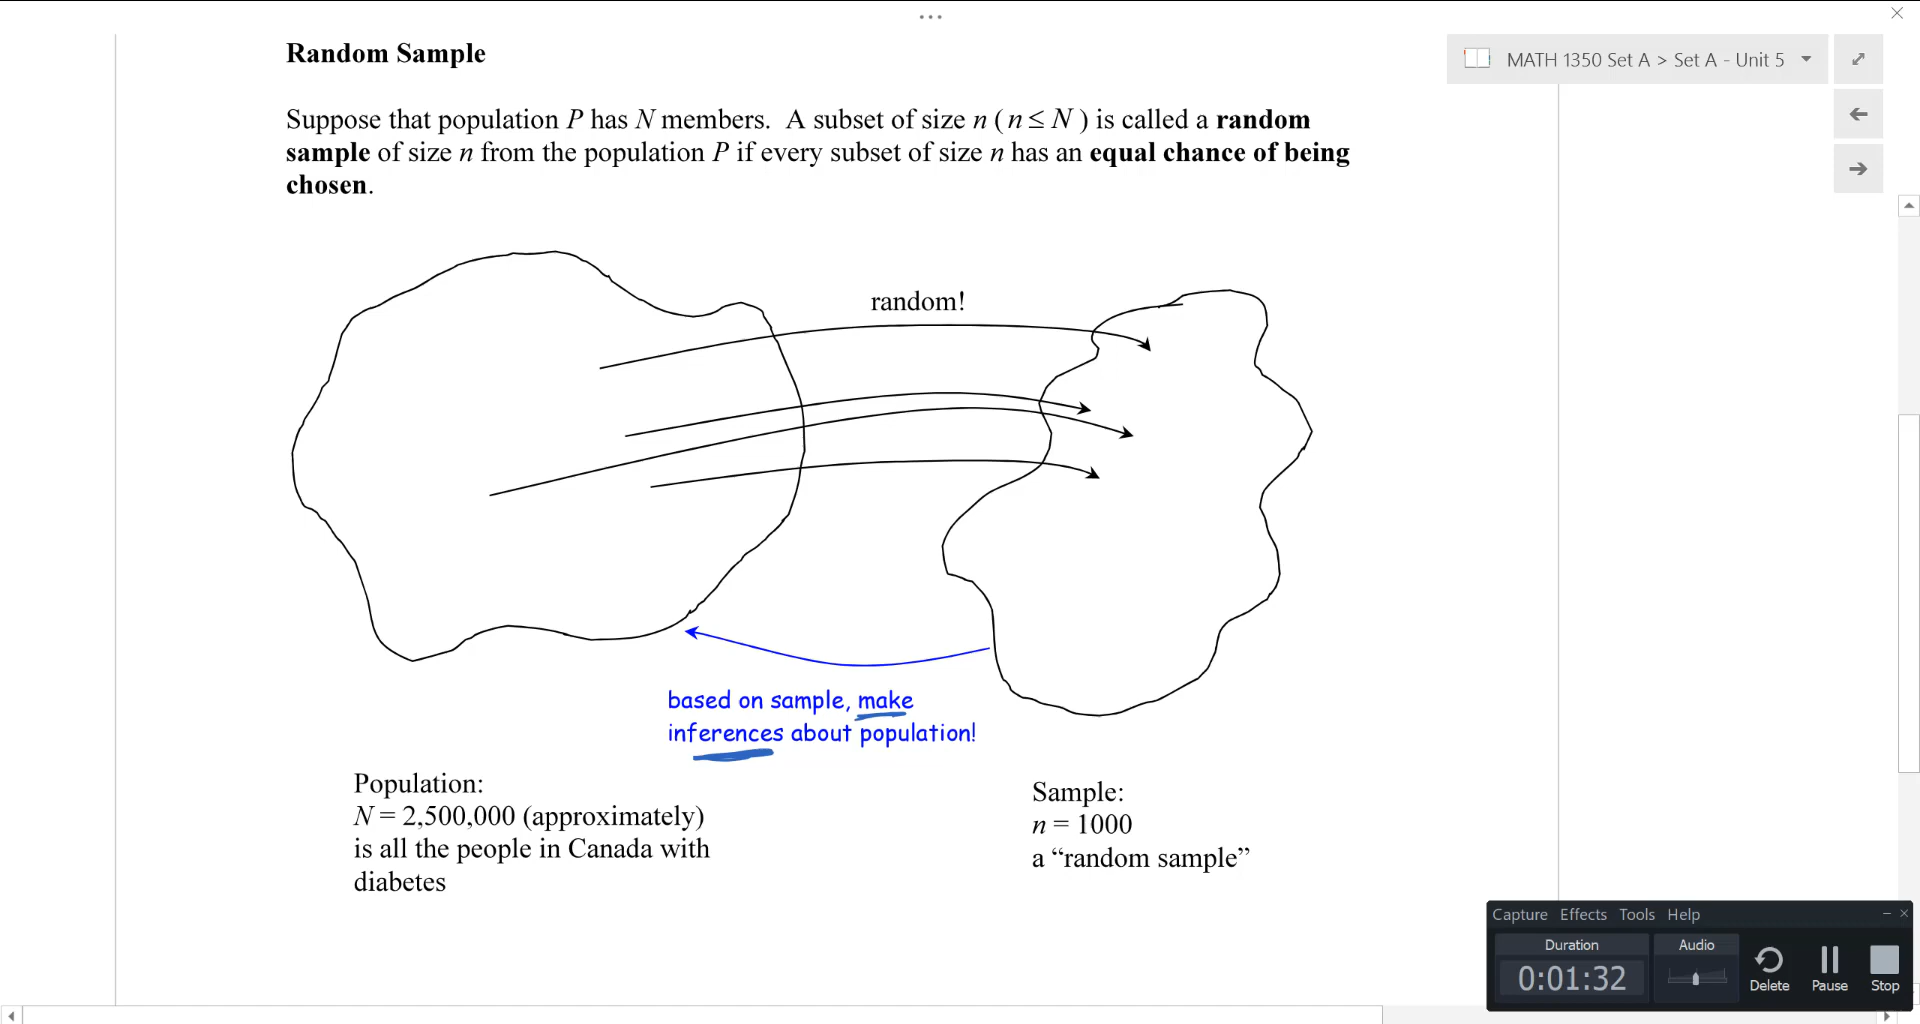 Random Sample
MATH 1350 Set A > Set A - Unit 5
Suppose that population P has N members. A subset of size n ( n ≤ N ) is called a random
sample of size n from the population P if every subset of size n has an equal chance of being
chosen.
random!
based on sample, make
inferences about population!
Population:
N = 2,500,000 (approximately)
is all the people in Canada with
diabetes
Sample:
n = 1000
a “random sample”
Capture Effects Tools Help
Duration
Audio
0:01:32
Delete
Pause
Stop